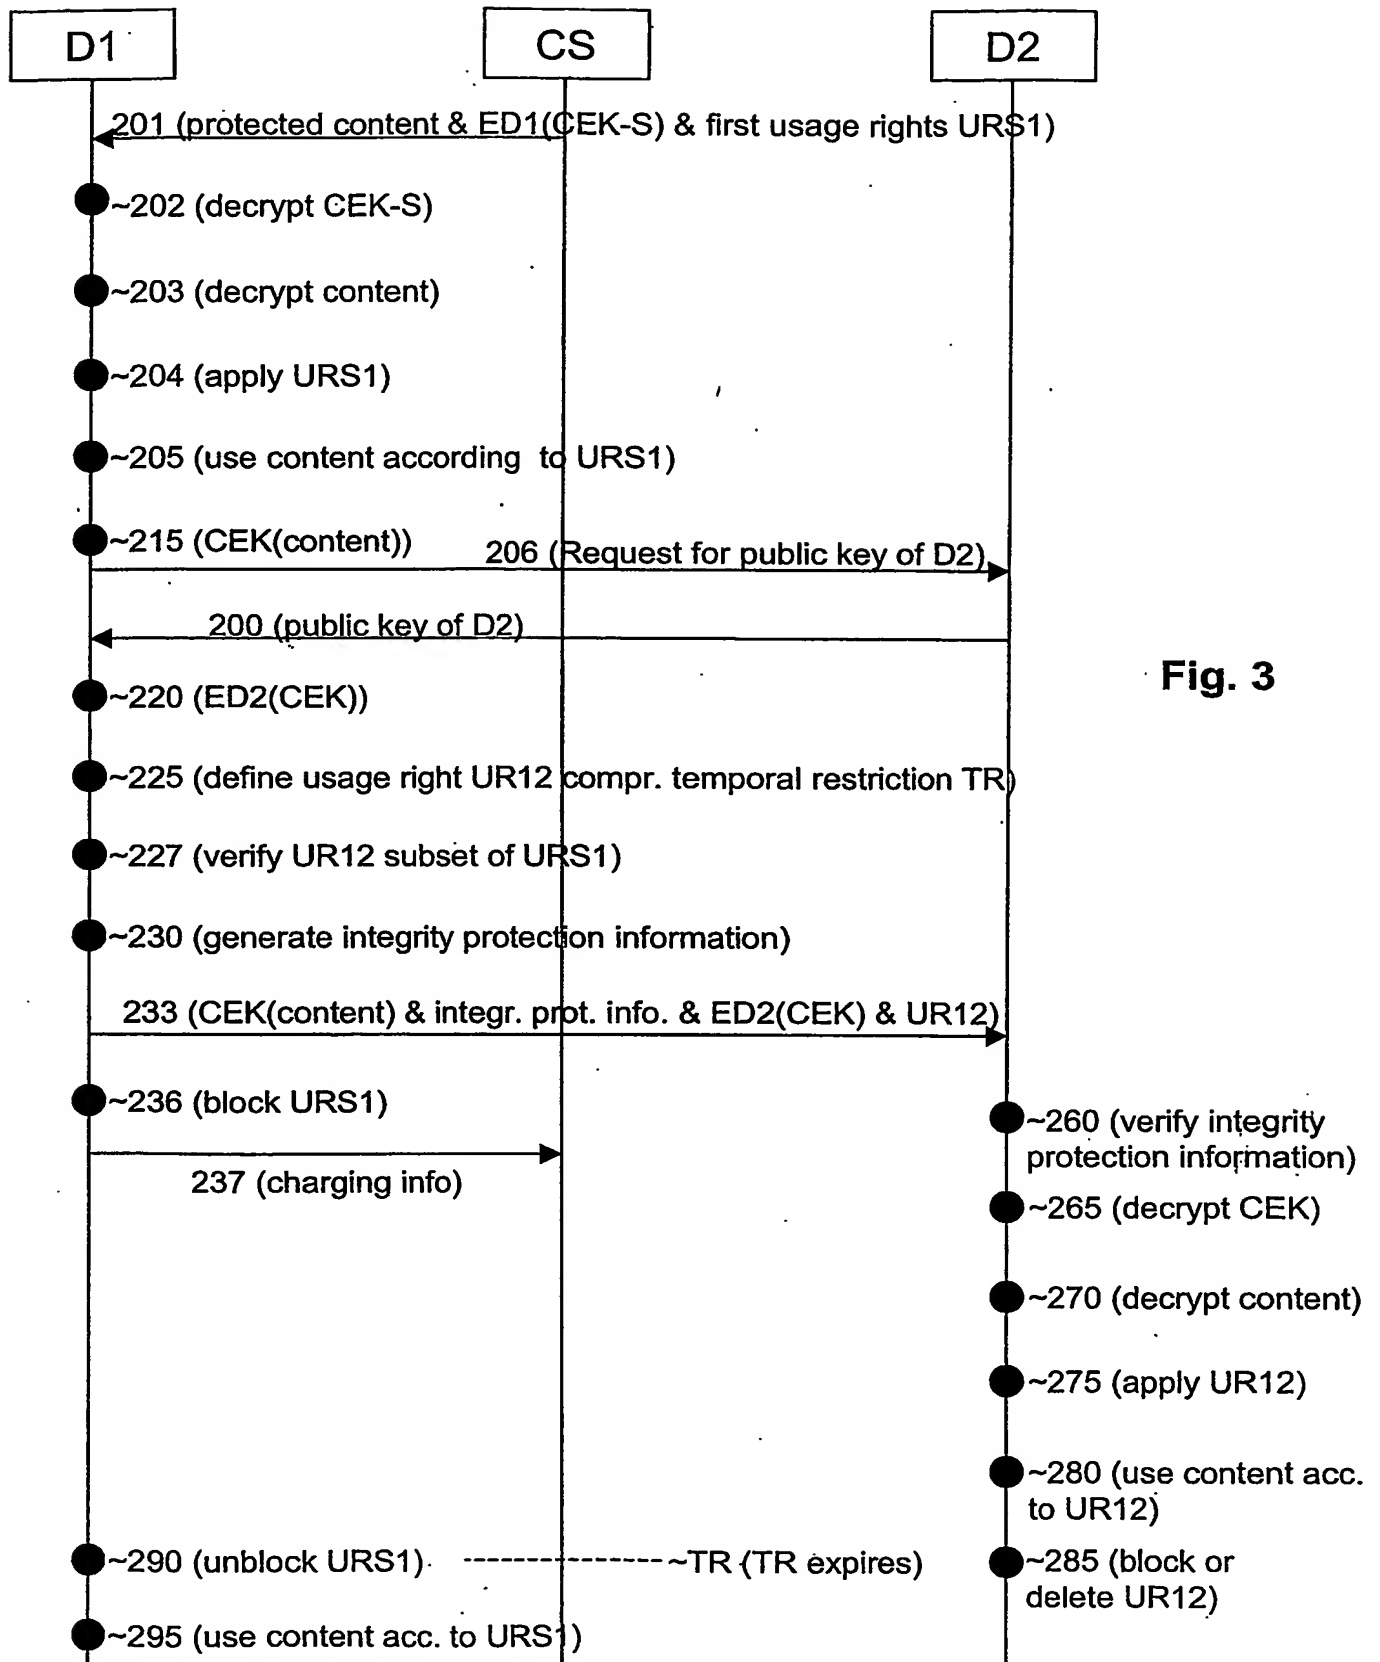 D1
CS
D2
201 (protected content & ED1(CEK-S) & first usage rights URS1)
~202 (decrypt CEK-S)
~203 (decrypt content)
~204 (apply URS1)
~205 (use content according to URS1)
~215 (CEK(content))
206 (Request for public key of D2)
200 (public key of D2)
Fig. 3
~220 (ED2(CEK))
~225 (define usage right UR12 compr. temporal restriction TR)
~227 (verify UR12 subset of URS1)
~230 (generate integrity protection information)
233 (CEK(content) & integr. prot. info. & ED2(CEK) & UR12)
~236 (block URS1)
~260 (verify integrity
protection information)
237 (charging info)
~265 (decrypt CEK)
~270 (decrypt content)
~275 (apply UR12)
~280 (use content acc.
to UR12)
~290 (unblock URS1)
~TR (TR expires)
~285 (block or
delete UR12)
~295 (use content acc. to URS1)